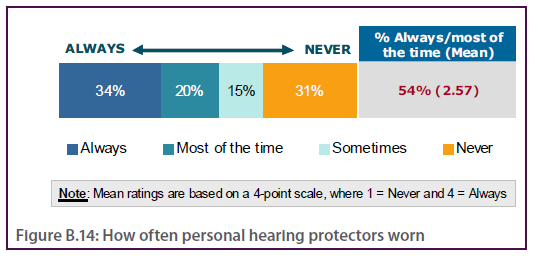 % Always/most of
the time (Mean)
ALWAYS NEVER
34% 20% 15% 31% 54% (2.57)
Always Most of the time Sometimes Never
Note: Mean ratings are based on a 4-point scale, where 1 = Never and 4 = Always
Figure B.14: How often personal hearing protectors worn